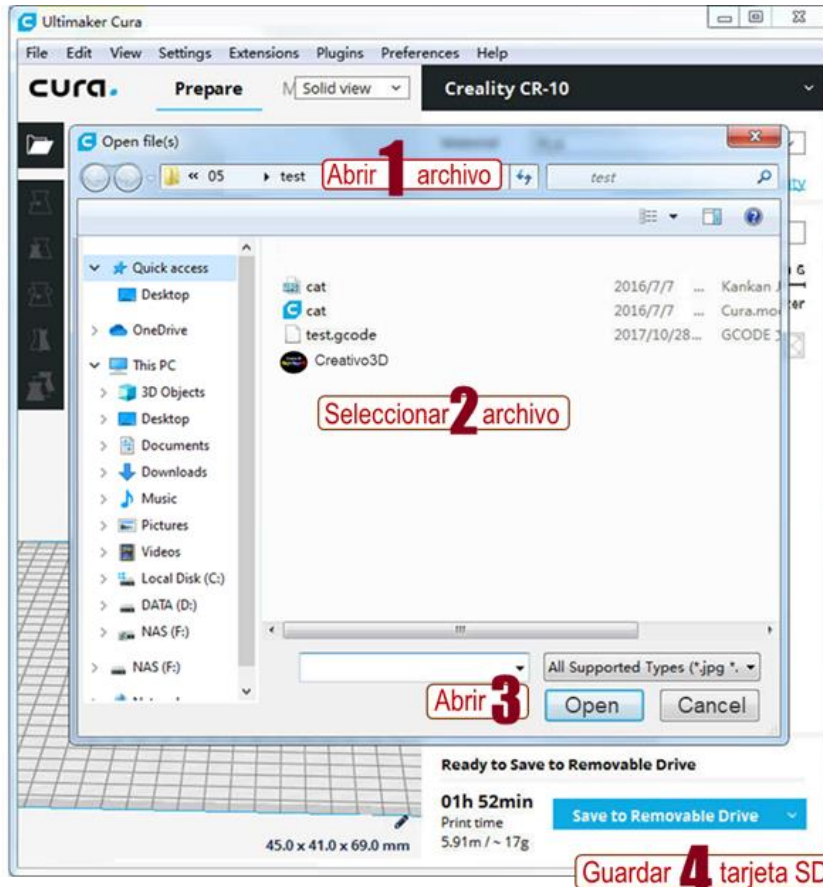 Ultimaker Cura
File Edit View Settings Extensions Plugins Preferences Help
cura. Prepare M Solid view Creality CR-10
Open file(s)
« 05 test Abrir 1 archivo test
Quick access
Desktop
OneDrive
This PC
3D Objects
Desktop
Documents
Downloads
Music
Pictures
Videos
Local Disk (C:)
DATA (D:)
NAS (F:)
NAS (F:)
cat 2016/7/7 ... Kankan J
cat 2016/7/7 ... Cura.mod
test.gcode 2017/10/28... GCODE
Creativo3D
Seleccionar 2 archivo
All Supported Types (*.jpg *.
Abrir 3 Open Cancel
Ready to Save to Removable Drive
01h 52min
Print time
5.91m / ~ 17g
Save to Removable Drive
45.0 x 41.0 x 69.0 mm
Guardar 4 tarjeta SD